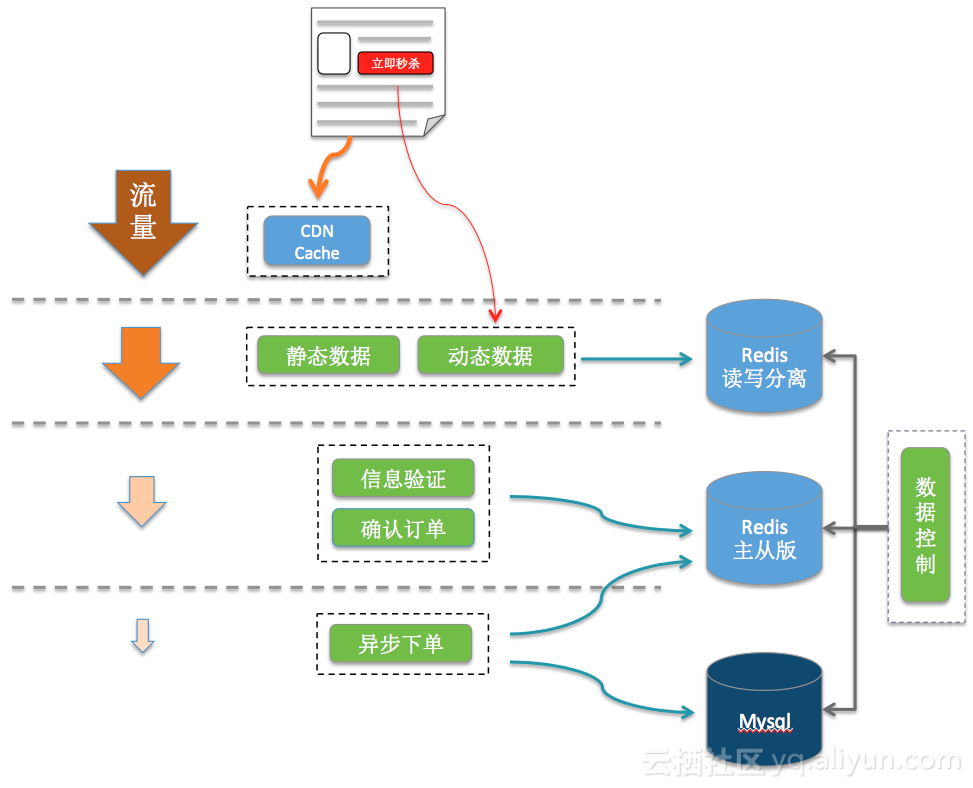 立即秒杀
流
量
CDN
Cache
静态数据
动态数据
Redis
读写分离
信息验证
确认订单
Redis
主从版
数
据
控
制
异步下单
Mysql
云栖社区 yq.aliyun.com